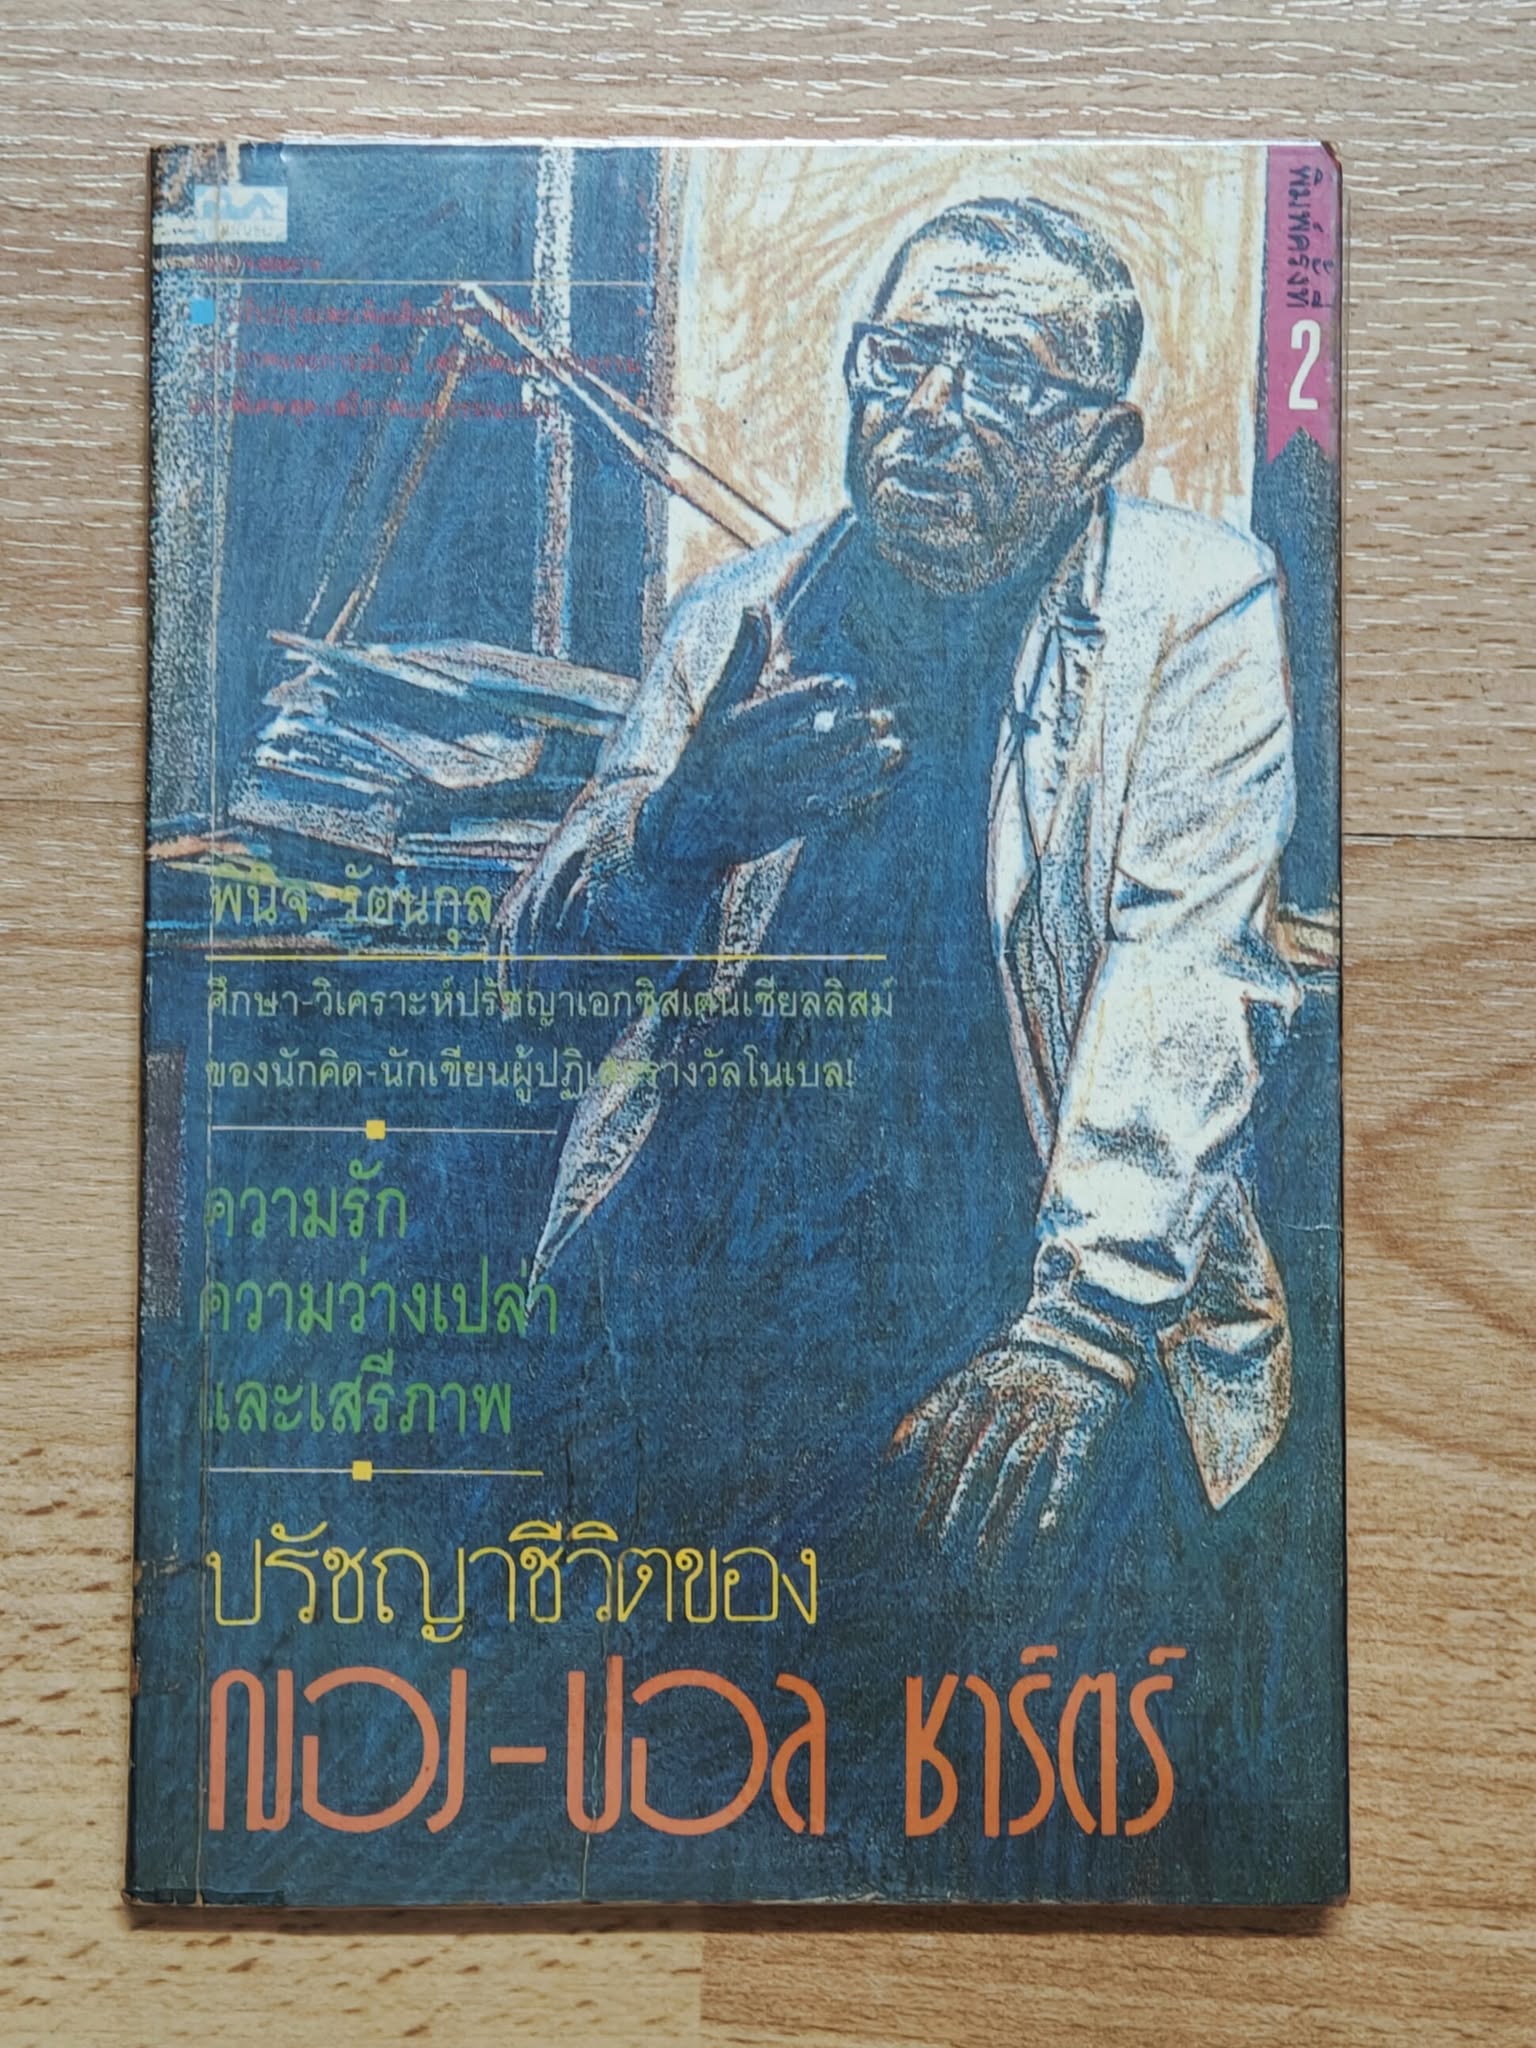 พิมพ์ครั้งที่ 2
พินิจ รัตนกุล
ศึกษา-วิเคราะห์ปรัชญาเอกซิสเตนเชียลลิสม์
ของนักคิด-นักเขียนผู้ปฏิเสธรางวัลโนเบล!
ความรัก
ความว่างเปล่า
และเสรีภาพ
ปรัชญาชีวิตของ
ฌอง-ปอล ซาร์ตร์